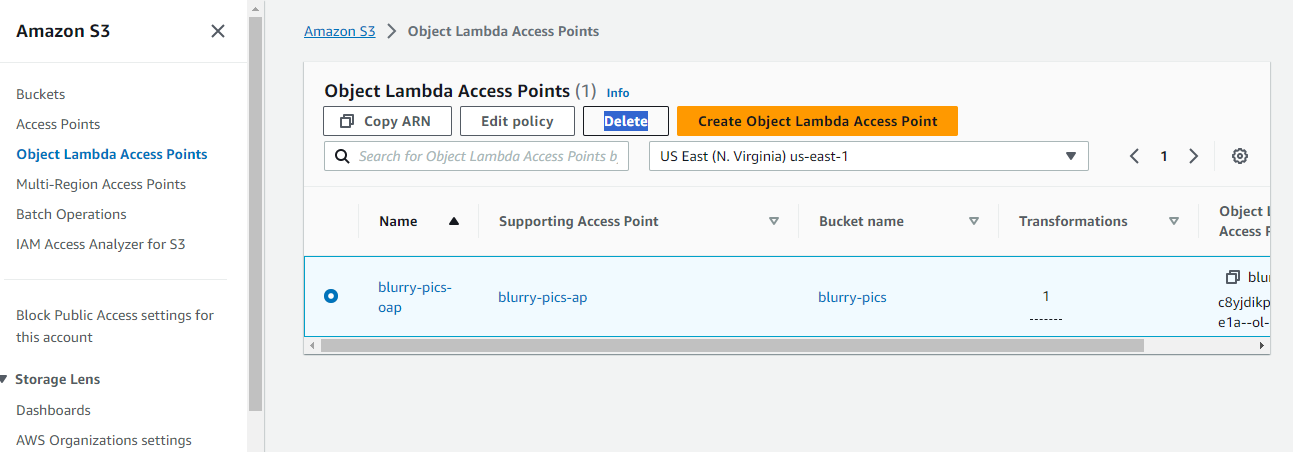 Amazon S3
Buckets
Access Points
Object Lambda Access Points
Multi-Region Access Points
Batch Operations
IAM Access Analyzer for S3
Block Public Access settings for
this account
Storage Lens
Dashboards
AWS Organizations settings
Amazon S3 > Object Lambda Access Points
Object Lambda Access Points (1) Info
Copy ARN Edit policy Delete Create Object Lambda Access Point
Search for Object Lambda Access Points b US East (N. Virginia) us-east-1 1
Name Supporting Access Point Bucket name Transformations Object L
Access P
blurry-pics-
oap
blurry-pics-ap blurry-pics 1 blur
c8yjdikp
e1a--ol-